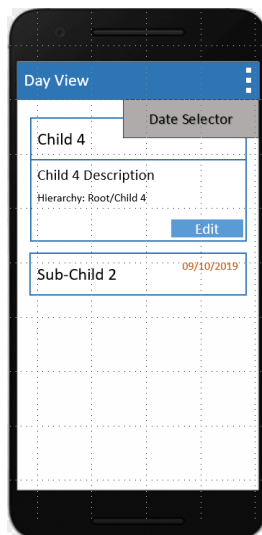 Day View
Date Selector
Child 4
Child 4 Description
Hierarchy: Root/Child 4
Edit
Sub-Child 2
09/10/2019